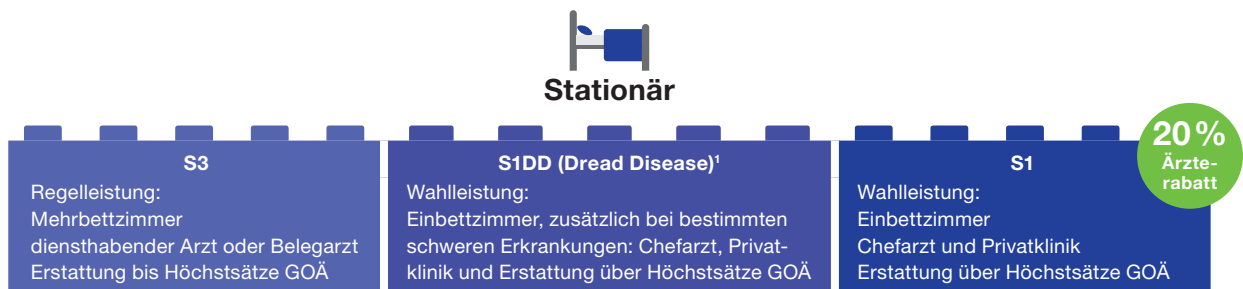 Stationär
S3
Regelleistung:
Mehrbettzimmer
diensthabender Arzt oder Belegarzt
Erstattung bis Höchstsätze GOÄ
S1DD (Dread Disease)¹
Wahlleistung:
Einbettzimmer, zusätzlich bei bestimmten
schweren Erkrankungen: Chefarzt, Privat-
klinik und Erstattung über Höchstsätze GOÄ
S1
Wahlleistung:
Einbettzimmer
Chefarzt und Privatklinik
Erstattung über Höchstsätze GOÄ
20 %
Ärzte-
rabatt